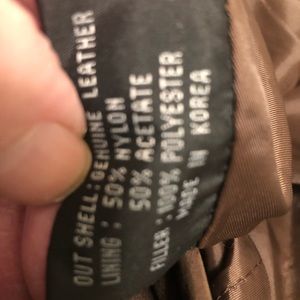 OUT SHELL: GENUINE LEATHER
LINING: 50% NYLON
50% ACETATE
FILLER: 100% POLYESTER
MADE IN KOREA